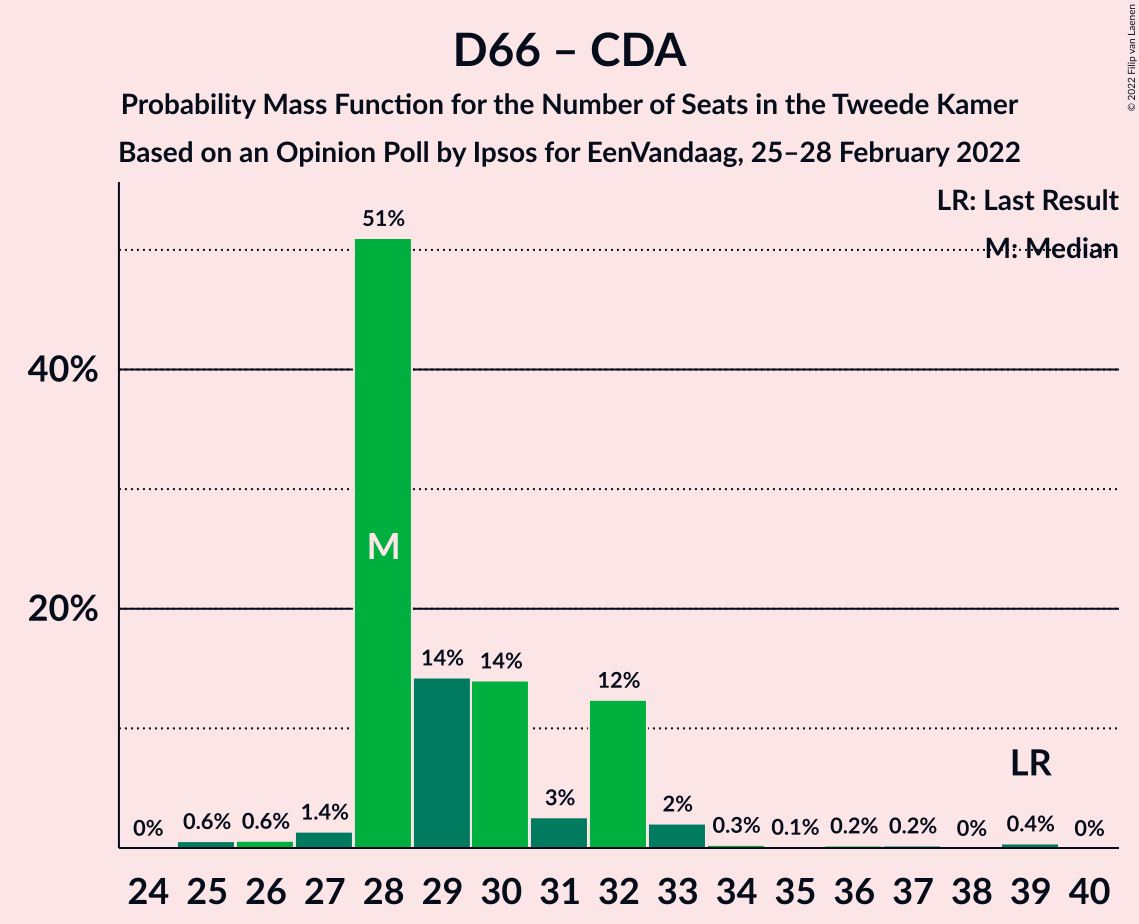 D66 – CDA
Probability Mass Function for the Number of Seats in the Tweede Kamer
Based on an Opinion Poll by Ipsos for EenVandaag, 25–28 February 2022
© 2022 Filip van Laenen
LR: Last Result
M: Median
40%
20%
0% 0.6% 0.6% 1.4% 51% 14% 14% 3% 12% 2% 0.3% 0.1% 0.2% 0.2% 0% 0.4% 0%
M
LR
24 25 26 27 28 29 30 31 32 33 34 35 36 37 38 39 40